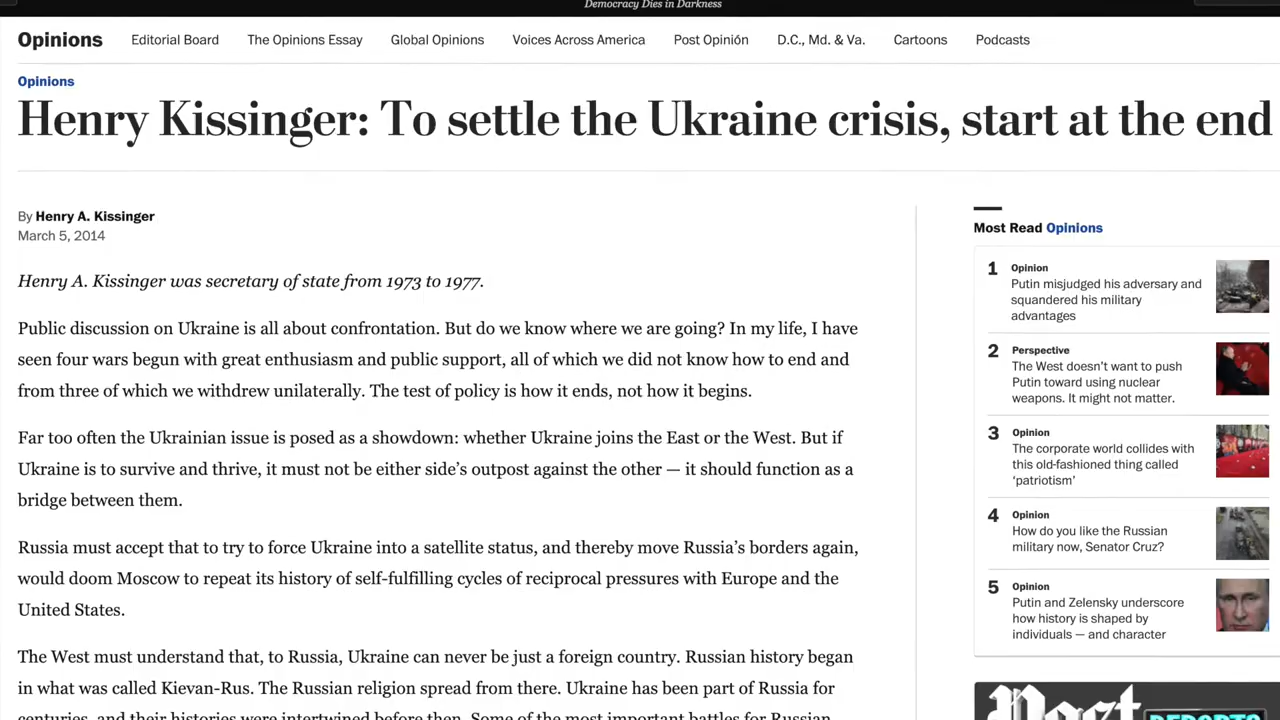 Democracy Dies in Darkness
Opinions
Editorial Board
The Opinions Essay
Global Opinions
Voices Across America
Post Opinión
D.C., Md. & Va.
Cartoons
Podcasts
Opinions
Henry Kissinger: To settle the Ukraine crisis, start at the end
By Henry A. Kissinger
March 5, 2014
Henry A. Kissinger was secretary of state from 1973 to 1977.
Public discussion on Ukraine is all about confrontation. But do we know where we are going? In my life, I have
seen four wars begun with great enthusiasm and public support, all of which we did not know how to end and
from three of which we withdrew unilaterally. The test of policy is how it ends, not how it begins.
Far too often the Ukrainian issue is posed as a showdown: whether Ukraine joins the East or the West. But if
Ukraine is to survive and thrive, it must not be either side’s outpost against the other — it should function as a
bridge between them.
Russia must accept that to try to force Ukraine into a satellite status, and thereby move Russia’s borders again,
would doom Moscow to repeat its history of self-fulfilling cycles of reciprocal pressures with Europe and the
United States.
The West must understand that, to Russia, Ukraine can never be just a foreign country. Russian history began
in what was called Kievan-Rus. The Russian religion spread from there. Ukraine has been part of Russia for
centuries, and their histories were intertwined before then. Some of the most important battles for Russian
Most Read Opinions
1
Opinion
Putin misjudged his adversary and
squandered his military
advantages
2
Perspective
The West doesn’t want to push
Putin toward using nuclear
weapons. It might not matter.
3
Opinion
The corporate world collides with
this old-fashioned thing called
‘patriotism’
4
Opinion
How do you like the Russian
military now, Senator Cruz?
5
Opinion
Putin and Zelensky underscore
how history is shaped by
individuals — and character
Post
REPORTS